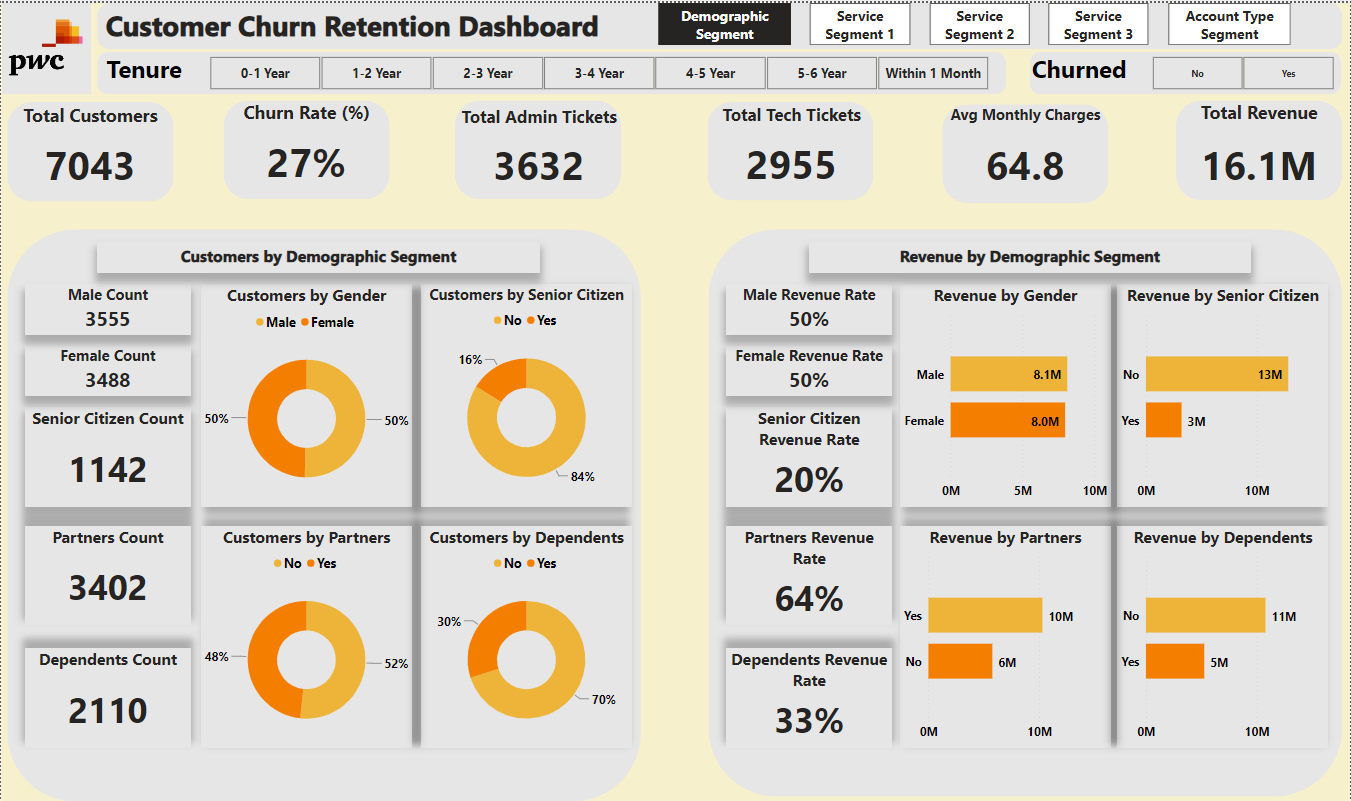 pwc
Customer Churn Retention Dashboard
Demographic
Segment
Service
Segment 1
Service
Segment 2
Service
Segment 3
Account Type
Segment
Tenure
0-1 Year
1-2 Year
2-3 Year
3-4 Year
4-5 Year
5-6 Year
Within 1 Month
Churned
No
Yes
Total Customers
7043
Churn Rate (%)
27%
Total Admin Tickets
3632
Total Tech Tickets
2955
Avg Monthly Charges
64.8
Total Revenue
16.1M
Customers by Demographic Segment
Male Count
3555
Female Count
3488
Senior Citizen Count
1142
Partners Count
3402
Dependents Count
2110
Customers by Gender
Male Female
50%
50%
Customers by Senior Citizen
No Yes
16%
84%
Customers by Partners
No Yes
48%
52%
Customers by Dependents
No Yes
30%
70%
Revenue by Demographic Segment
Male Revenue Rate
50%
Female Revenue Rate
50%
Senior Citizen
Revenue Rate
20%
Partners Revenue
Rate
64%
Dependents Revenue
Rate
33%
Revenue by Gender
Male 8.1M
Female 8.0M
0M 5M 10M
Revenue by Senior Citizen
No 13M
Yes 3M
0M 10M
Revenue by Partners
Yes 10M
No 6M
0M 10M
Revenue by Dependents
No 11M
Yes 5M
0M 10M